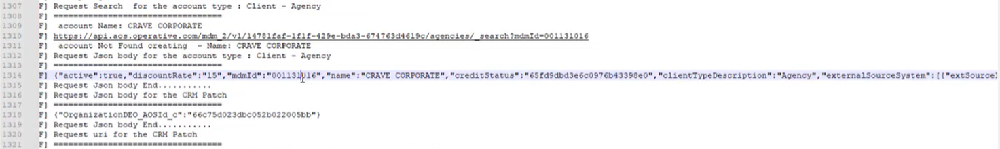 1307 F] Request Search  for the account type : Client - Agency
1308 F] ===================================
1309 F]  account Name: CRAVE CORPORATE
1310 F] https://api.aos.operative.com/mdm_2/v1/14781faf-1f1f-429e-bda3-674763d4619c/agencies/_search?mdmId=001131016
1311 F]  account Not Found creating  - Name: CRAVE CORPORATE
1312 F] Request Json body for the account type : Client - Agency
1313 F] ===================================
1314 F] {"active":true,"discountRate":"15","mdmId":"001131016","name":"CRAVE CORPORATE","creditStatus":"65fd9dbd3e6c0976b43398e0","clientTypeDescription":"Agency","externalSourceSystem":[{"extSourceI
1315 F] Request Json body End...........
1316 F] Request Json body for the CRM Patch
1317 F] ===================================
1318 F] {"OrganizationDEO_AOSId_c":"66c75d023dbc052b022005bb"}
1319 F] Request Json body End...........
1320 F] Request uri for the CRM Patch
1321 F] ===================================